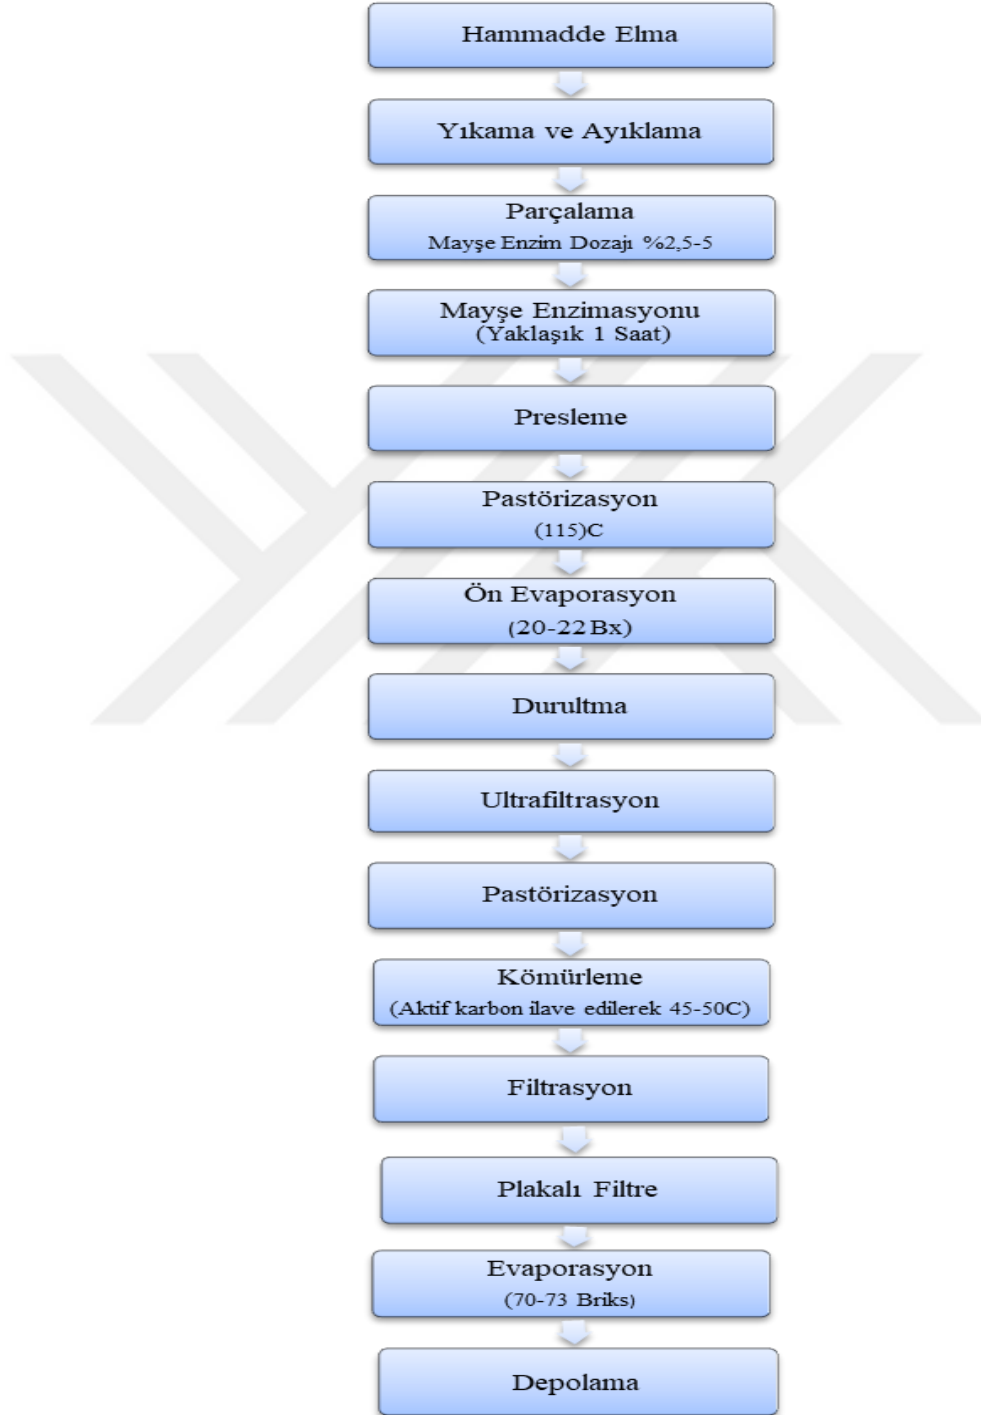 Hammadde Elma
Yıkama ve Ayıklama
Parçalama
Mayşe Enzim Dozajı %2,5-5
Mayşe Enzimasyonu
(Yaklaşık 1 Saat)
Presleme
Pastörizasyon
(115)C
Ön Evaporasyon
(20-22 Bx)
Durultma
Ultrafiltrasyon
Pastörizasyon
Kömürleme
(Aktif karbon ilave edilerek 45-50C)
Filtrasyon
Plakalı Filtre
Evaporasyon
(70-73 Briks)
Depolama